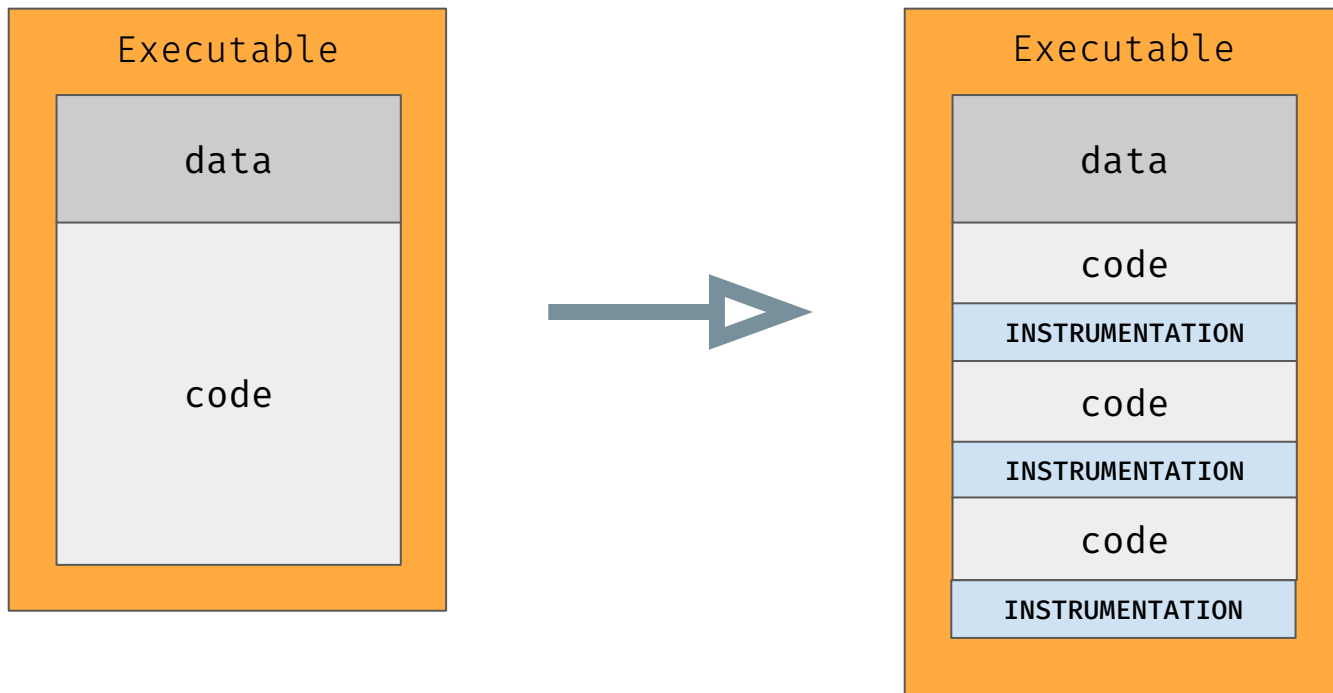 Executable
data
code
Executable
data
code
INSTRUMENTATION
code
INSTRUMENTATION
code
INSTRUMENTATION